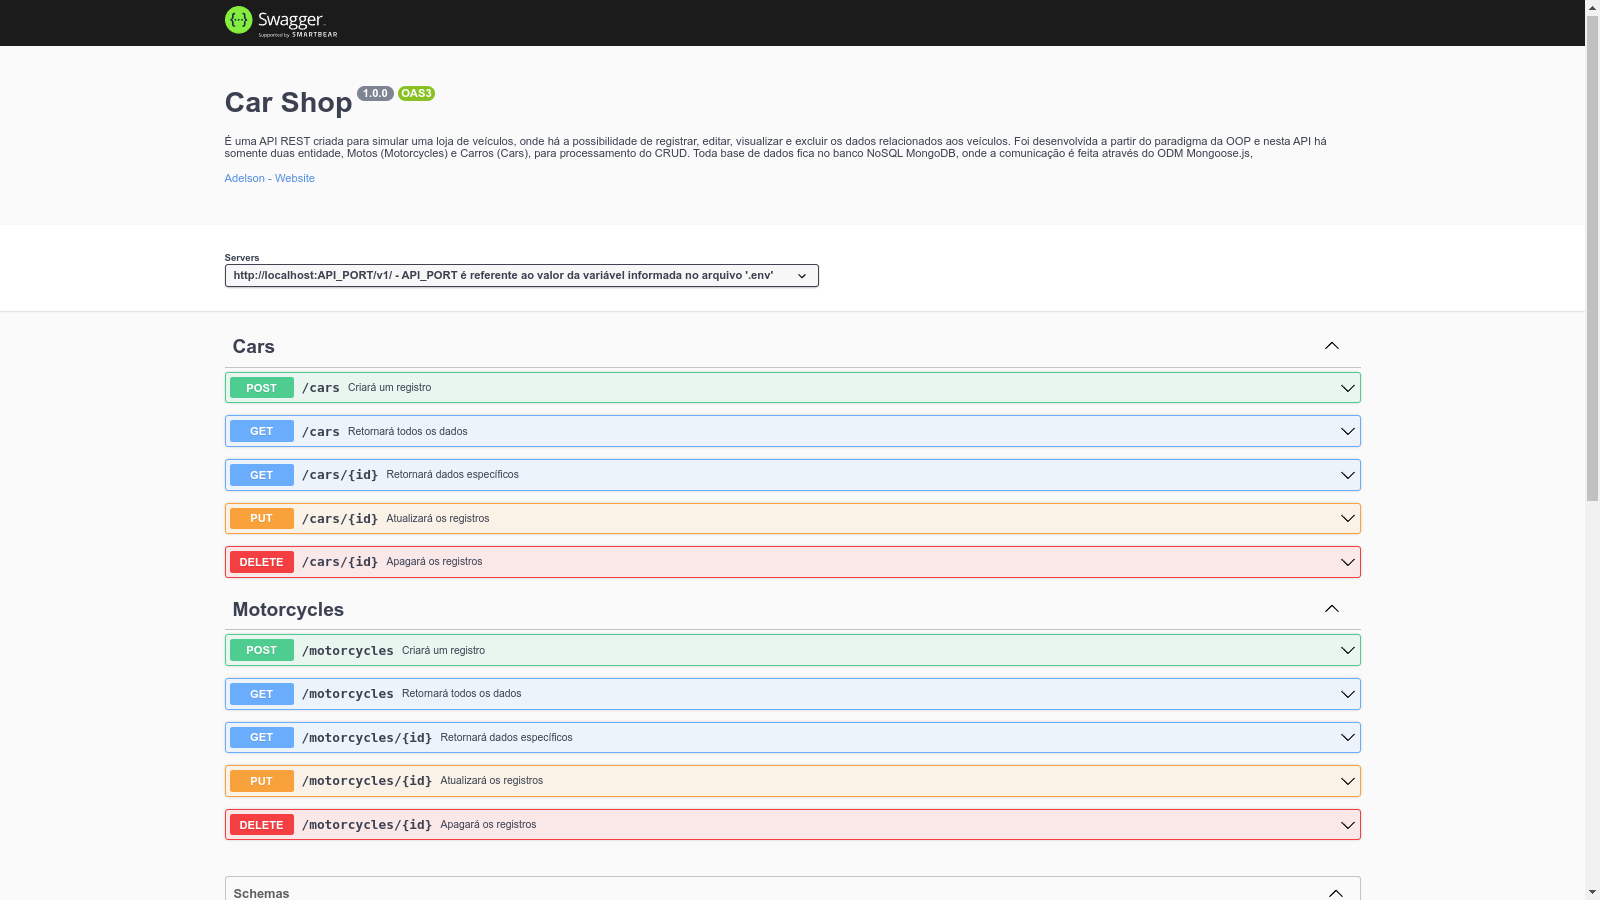 Swagger
Supported by SMARTBEAR
Car Shop 1.0.0 OAS3
É uma API REST criada para simular uma loja de veículos, onde há a possibilidade de registrar, editar, visualizar e excluir os dados relacionados aos veículos. Foi desenvolvida a partir do paradigma da OOP e nesta API há
somente duas entidade, Motos (Motorcycles) e Carros (Cars), para processamento do CRUD. Toda base de dados fica no banco NoSQL MongoDB, onde a comunicação é feita através do ODM Mongoose.js,
Adelson - Website
Servers
http://localhost:API_PORT/v1/ - API_PORT é referente ao valor da variável informada no arquivo '.env'
Cars
POST /cars Criará um registro
GET /cars Retornará todos os dados
GET /cars/{id} Retornará dados específicos
PUT /cars/{id} Atualizará os registros
DELETE /cars/{id} Apagará os registros
Motorcycles
POST /motorcycles Criará um registro
GET /motorcycles Retornará todos os dados
GET /motorcycles/{id} Retornará dados específicos
PUT /motorcycles/{id} Atualizará os registros
DELETE /motorcycles/{id} Apagará os registros
Schemas